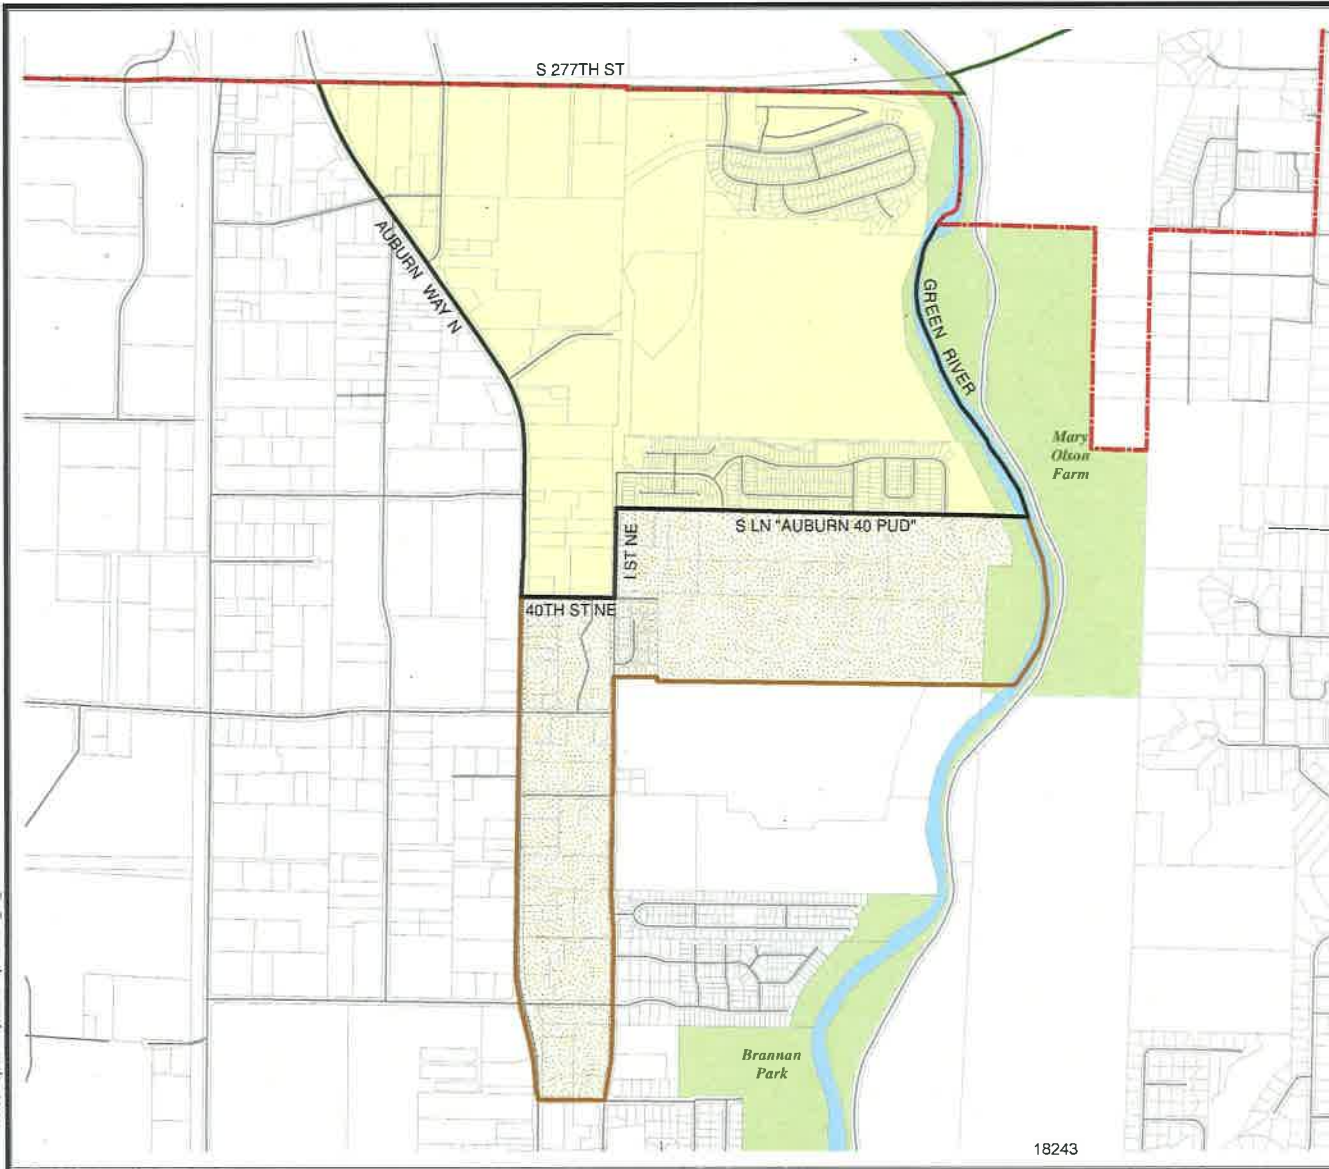 S 277TH ST
AUBURN WAY N
GREEN RIVER
Mary
Olson
Farm
S LN "AUBURN 40 PUD"
I ST NE
40TH ST NE
Brannan
Park
18243